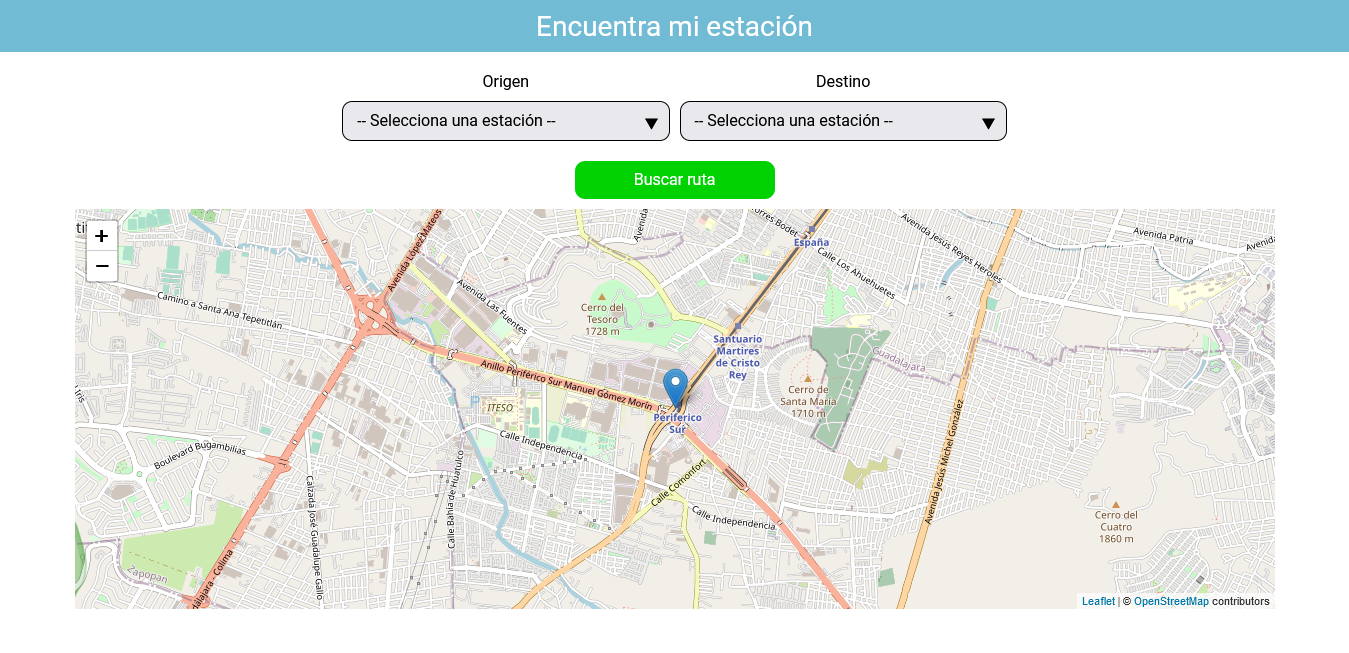 Encuentra mi estación
Origen
Destino
-- Selecciona una estación --
-- Selecciona una estación --
Buscar ruta
+
−
Avenida López Mateos
Avenida
Torres Bodet
España
Avenida Jesús Reyes Heroles
Avenida Patria
Avenida
Calle Los Ahuehuetes
Camino a Santa Ana Tepetitlán
Avenida Las Fuentes
Cerro del
Tesoro
1728 m
Santuario
Martires
de Cristo
Rey
Guadalajara
Anillo Periférico Sur Manuel Gómez Morín
Cerro de
Santa María
1710 m
ITESO
Periferico
Sur
Calle Independencia
Boulevard Bugambilias
Calle Bahía de Huatulco
Calzada José Guadalupe Gallo
Calle Comonfort
Calle Independencia
Avenida Jesús Michel González
Cerro del
Cuatro
1860 m
Zapopan
Guadalajara - Colima
Leaflet | © OpenStreetMap contributors